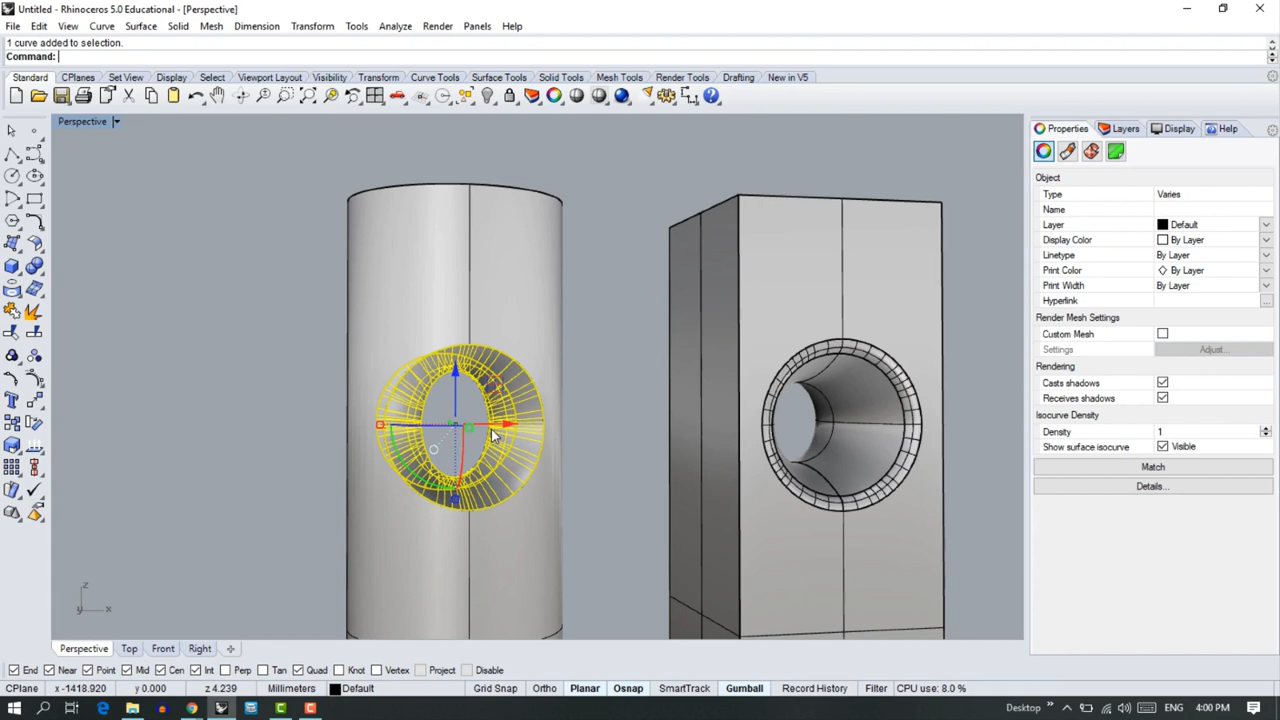 Untitled - Rhinoceros 5.0 Educational - [Perspective]
File Edit View Curve Surface Solid Mesh Dimension Transform Tools Analyze Render Panels Help
1 curve added to selection.
Command:
Standard CPlanes Set View Display Select Viewport Layout Visibility Transform Curve Tools Surface Tools Solid Tools Mesh Tools Render Tools Drafting New in V5
Perspective
Properties Layers Display Help
Object
Type Varies
Name
Layer Default
Display Color By Layer
Linetype By Layer
Print Color By Layer
Print Width By Layer
Hyperlink ...
Render Mesh Settings
Custom Mesh
Settings Adjust...
Rendering
Casts shadows
Receives shadows
Isocurve Density
Density 1
Show surface isocurve Visible
Match
Details...
z
y x
Perspective Top Front Right
End Near Point Mid Cen Int Perp Tan Quad Knot Vertex Project Disable
CPlane x -1418.920 y 0.000 z 4.239 Millimeters Default Grid Snap Ortho Planar Osnap SmartTrack Gumball Record History Filter CPU use: 8.0 %
Desktop 4:00 PM